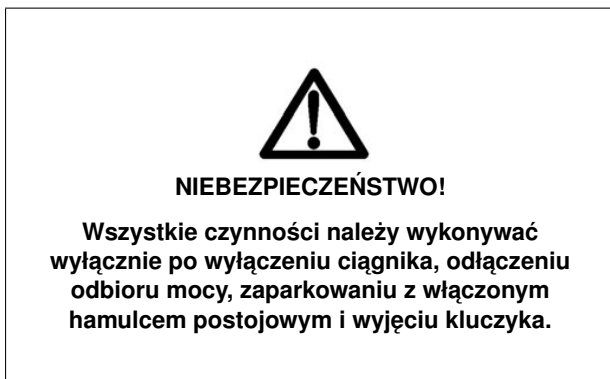 NIEBEZPIECZEŃSTWO!
Wszystkie czynności należy wykonywać
wyłącznie po wyłączeniu ciągnika, odłączeniu
odbioru mocy, zaparkowaniu z włączonym
hamulcem postojowym i wyjęciu kluczyka.